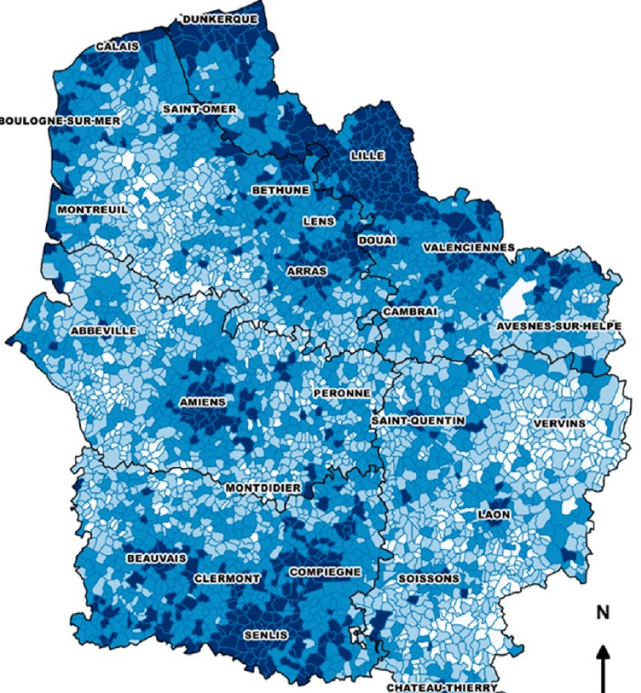 DUNKERQUE
CALAIS
SAINT-OMER
BOULOGNE-SUR-MER
LILLE
BETHUNE
MONTREUIL
LENS
DOUAI
VALENCIENNES
ARRAS
CAMBRAI
AVESNES-SUR-HELPE
ABBEVILLE
PERONNE
AMIENS
SAINT-QUENTIN
VERVINS
MONTDIDIER
LAON
BEAUVAIS
COMPIEGNE
CLERMONT
SOISSONS
N
SENLIS
CHATEAU-THIERRY